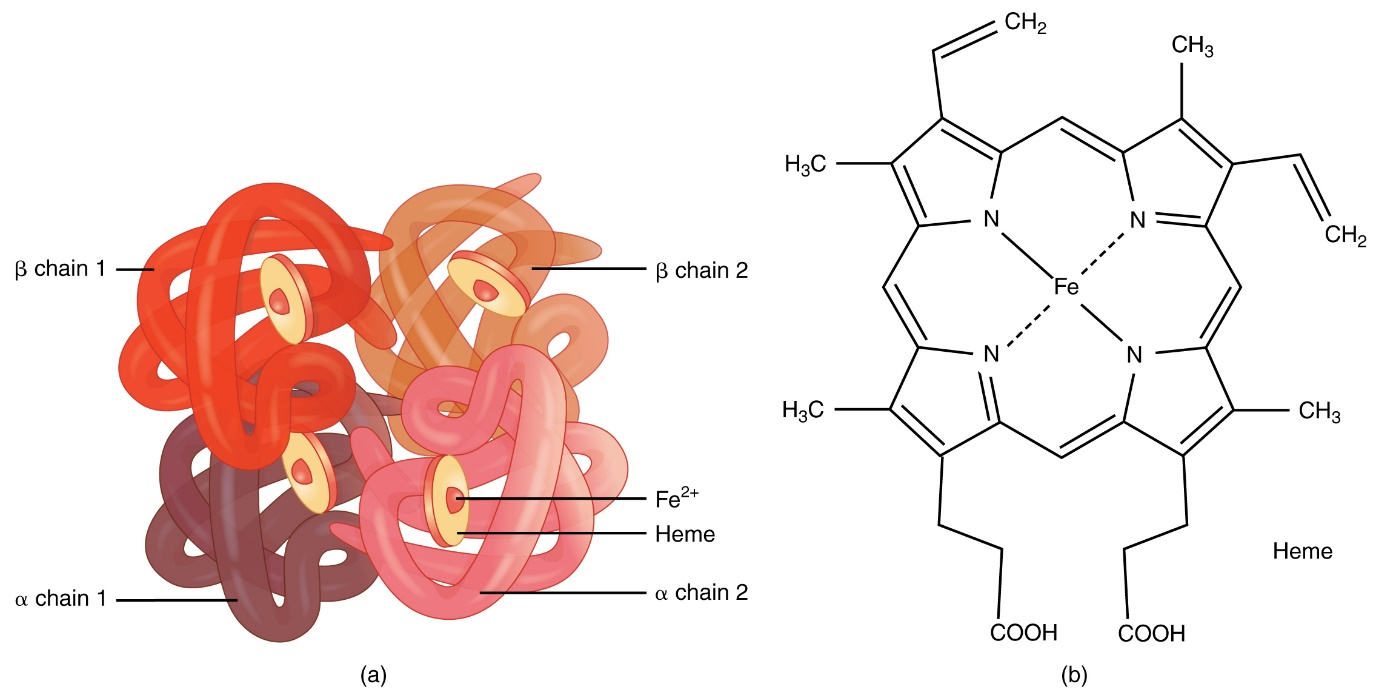 β chain 1
β chain 2
Fe²⁺
Heme
α chain 1
α chain 2
(a)
CH₂
CH₃
H₃C
N
N
CH₂
Fe
N
N
H₃C
CH₃
Heme
COOH
COOH
(b)